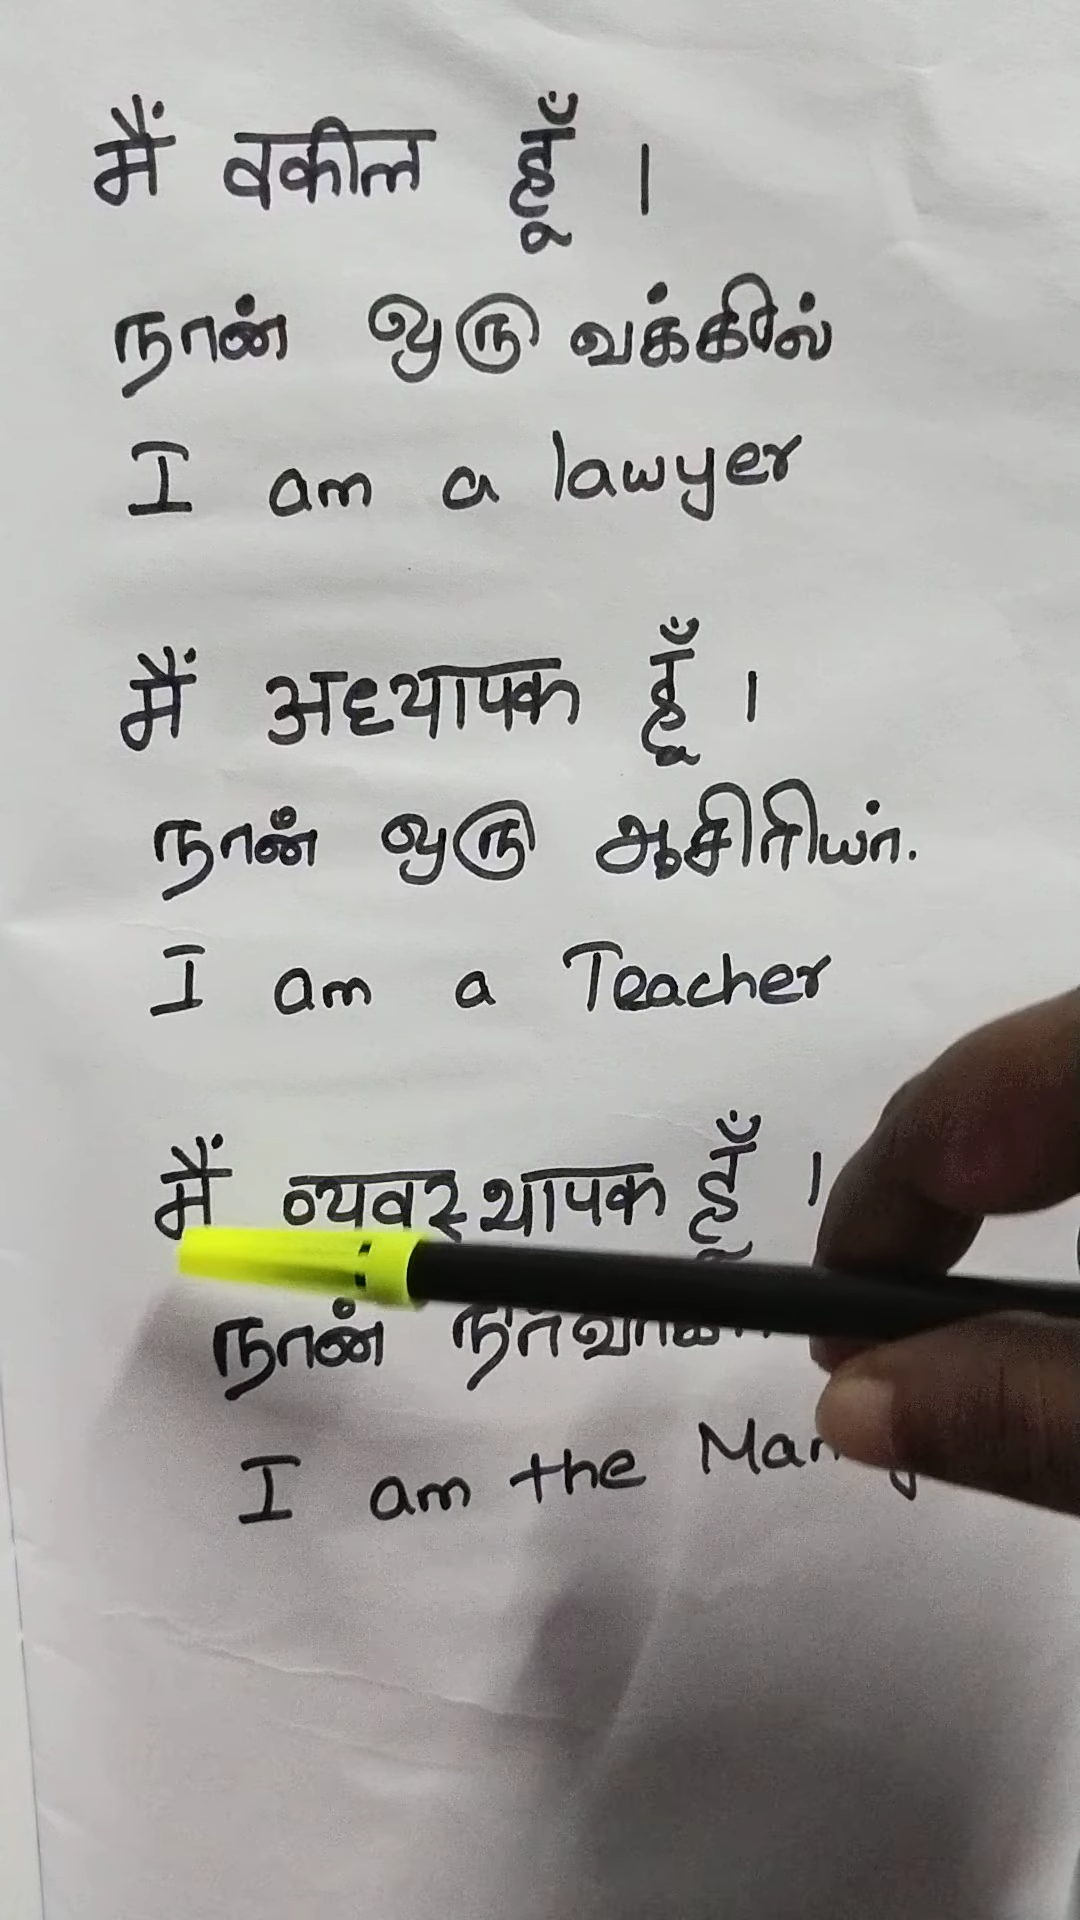 मैं वकील हूँ ।
நான் ஒரு வக்கீல்
I am a lawyer
मैं अध्यापक हूँ ।
நான் ஒரு ஆசிரியர்.
I am a Teacher
मैं व्यवस्थापक हूँ ।
நான்
I am the